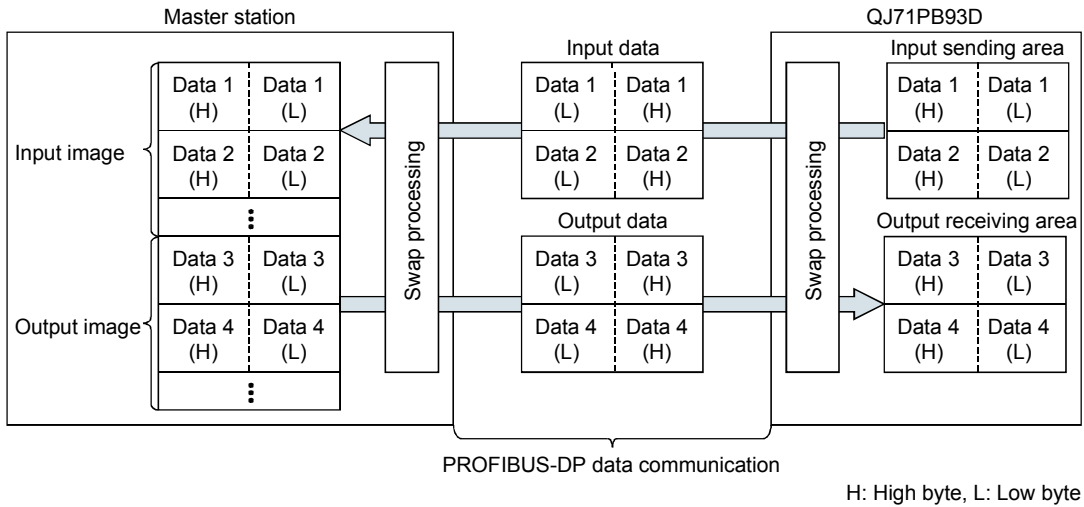 Master station
QJ71PB93D
Input image
Data 1 (H)
Data 1 (L)
Data 2 (H)
Data 2 (L)
⋮
Output image
Data 3 (H)
Data 3 (L)
Data 4 (H)
Data 4 (L)
⋮
Swap processing
Input data
Data 1 (L)
Data 1 (H)
Data 2 (L)
Data 2 (H)
Output data
Data 3 (L)
Data 3 (H)
Data 4 (L)
Data 4 (H)
Swap processing
Input sending area
Data 1 (H)
Data 1 (L)
Data 2 (H)
Data 2 (L)
Output receiving area
Data 3 (H)
Data 3 (L)
Data 4 (H)
Data 4 (L)
PROFIBUS-DP data communication
H: High byte, L: Low byte